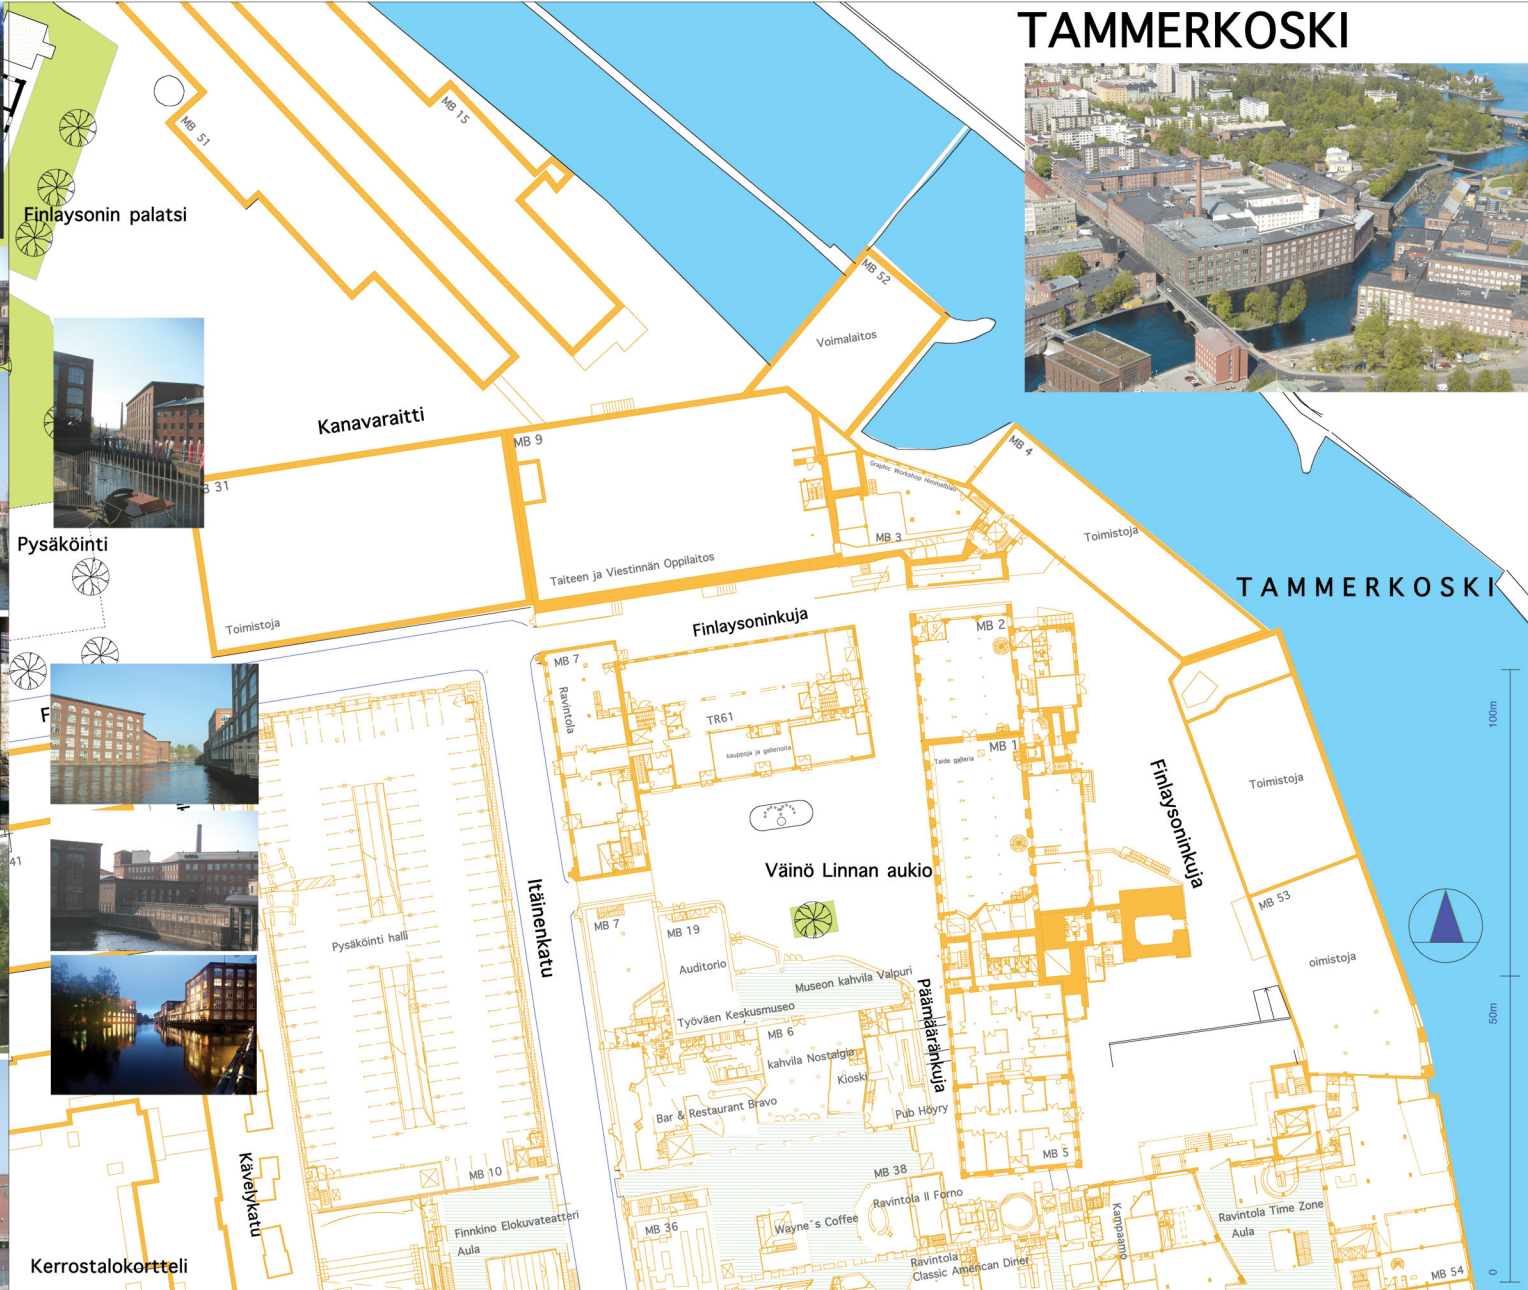 TAMMERKOSKI
MB 15
MB 51
Finlaysonin palatsi
MB 52
Voimalaitos
Kanavaraitti
MB 9
MB 4
Graphic Workshop Himmelblau
31
MB 3
Toimistoja
Pysäköinti
Taiteen ja Viestinnän Oppilaitos
TAMMERKOSKI
Toimistoja
Finlaysoninkuja
MB 2
MB 7
Ravintola
TR61
100m
F
MB 1
kauppoja ja gallerioita
Taide galleria
Finlaysoninkuja
Toimistoja
41
Väinö Linnan aukio
Itäinenkatu
MB 53
MB 7
MB 19
Pysäköinti halli
Auditorio
oimistoja
Museon kahvila Valpuri
Päämääränkuja
Työväen Keskusmuseo
50m
MB 6
kahvila Nostalgia
Kioski
Bar & Restaurant Bravo
Pub Höyry
MB 5
MB 10
MB 38
Kävelykatu
Ravintola Il Forno
Finnkino Elokuvateatteri
Aula
MB 36
Wayne´s Coffee
Kampaamo
Ravintola Time Zone
Aula
Kerrostalokortteli
Ravintola
Classic American Diner
MB 54
0